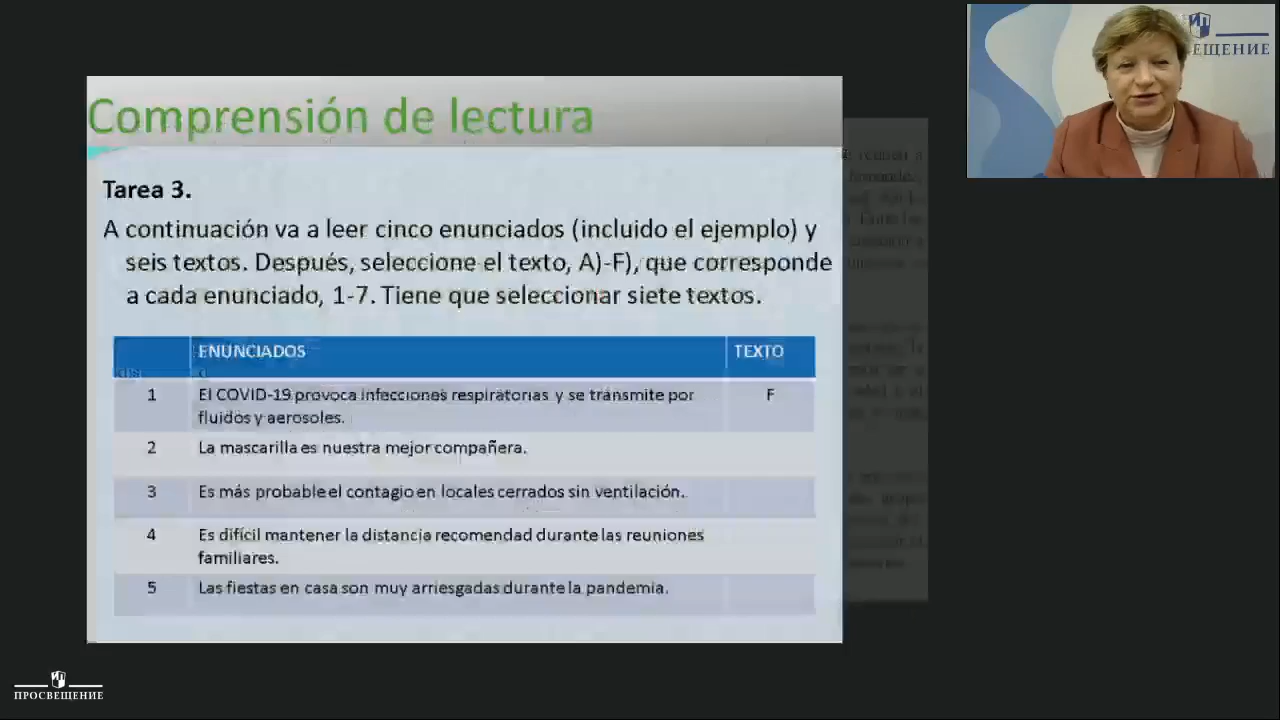 Comprensión de lectura
Tarea 3.
A continuación va a leer cinco enunciados (incluido el ejemplo) y
seis textos. Después, seleccione el texto, A)-F), que corresponde
a cada enunciado, 1-7. Tiene que seleccionar siete textos.
ENUNCIADOS TEXTO
1 El COVID-19 provoca infecciones respiratorias y se transmite por F
fluidos y aerosoles.
2 La mascarilla es nuestra mejor compañera.
3 Es más probable el contagio en locales cerrados sin ventilación.
4 Es difícil mantener la distancia recomendad durante las reuniones
familiares.
5 Las fiestas en casa son muy arriesgadas durante la pandemia.
ЕЩЕНИЕ
ПРОСВЕЩЕНИЕ